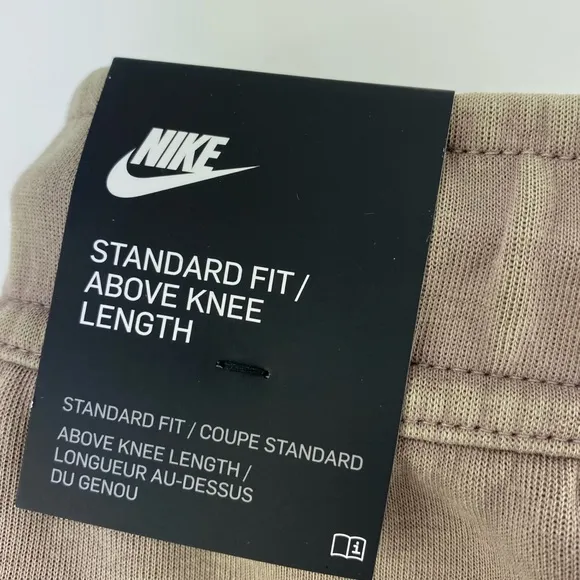 NIKE
STANDARD FIT /
ABOVE KNEE
LENGTH
STANDARD FIT / COUPE STANDARD
ABOVE KNEE LENGTH /
LONGUEUR AU-DESSUS
DU GENOU
i